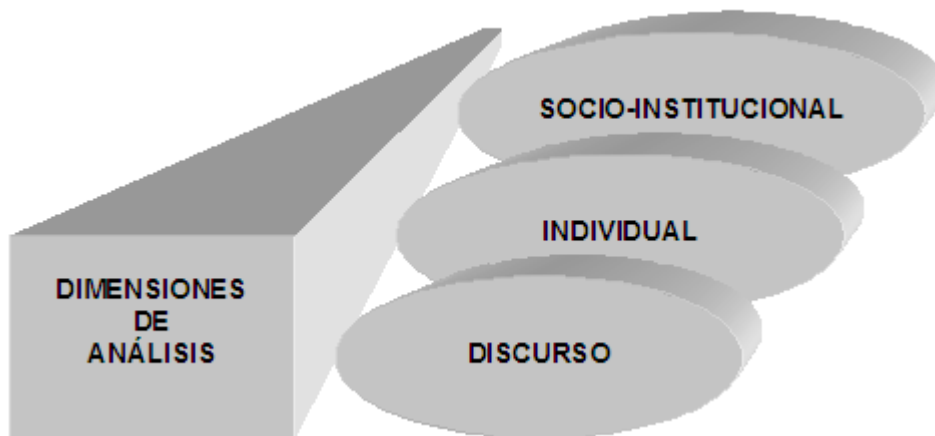 SOCIO-INSTITUCIONAL
INDIVIDUAL
DIMENSIONES
DE
ANÁLISIS
DISCURSO